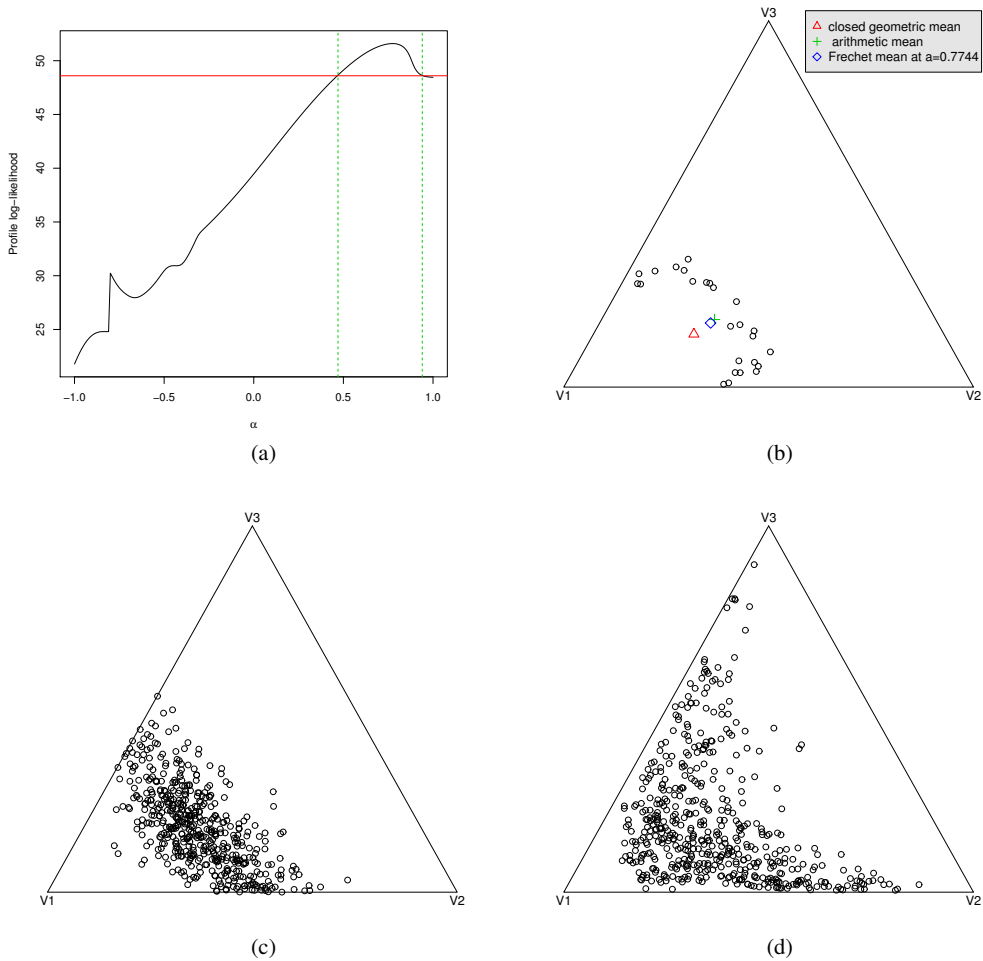 50
45
40
35
30
25
Profile log−likelihood
−1.0 −0.5 0.0 0.5 1.0
α
(a)
V3
closed geometric mean
arithmetic mean
Frechet mean at a=0.7744
V1 V2
(b)
V3
V1 V2
(c)
V3
V1 V2
(d)